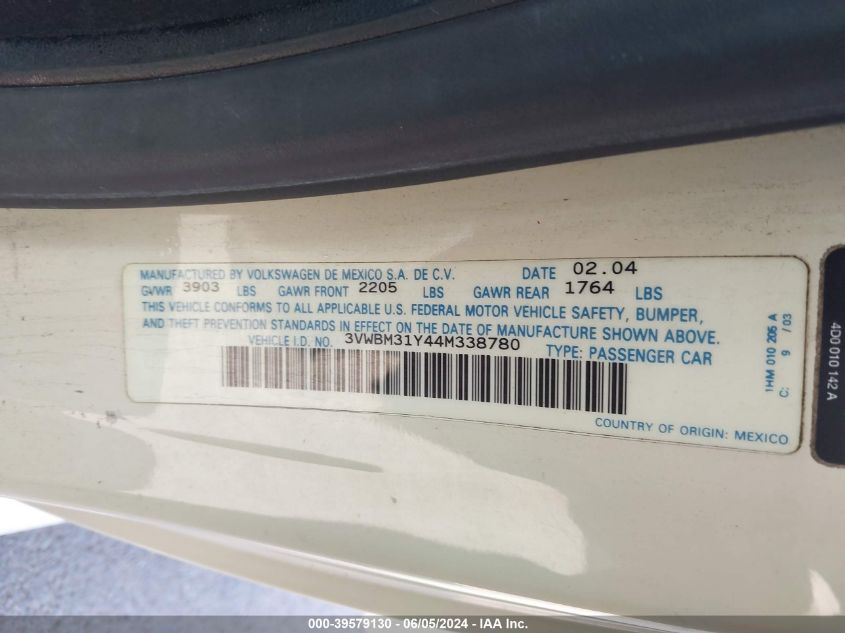 MANUFACTURED BY VOLKSWAGEN DE MEXICO S.A. DE C.V. DATE 02.04
GVWR 3903 LBS GAWR FRONT 2205 LBS GAWR REAR 1764 LBS
THIS VEHICLE CONFORMS TO ALL APPLICABLE U.S. FEDERAL MOTOR VEHICLE SAFETY, BUMPER,
AND THEFT PREVENTION STANDARDS IN EFFECT ON THE DATE OF MANUFACTURE SHOWN ABOVE.
VEHICLE I.D. NO. 3VWBM31Y44M338780 TYPE: PASSENGER CAR
COUNTRY OF ORIGIN: MEXICO
1HM 010 205 A
C: 9 / 03
4D0 010 142 A
000-39579130 - 06/05/2024 - IAA Inc.